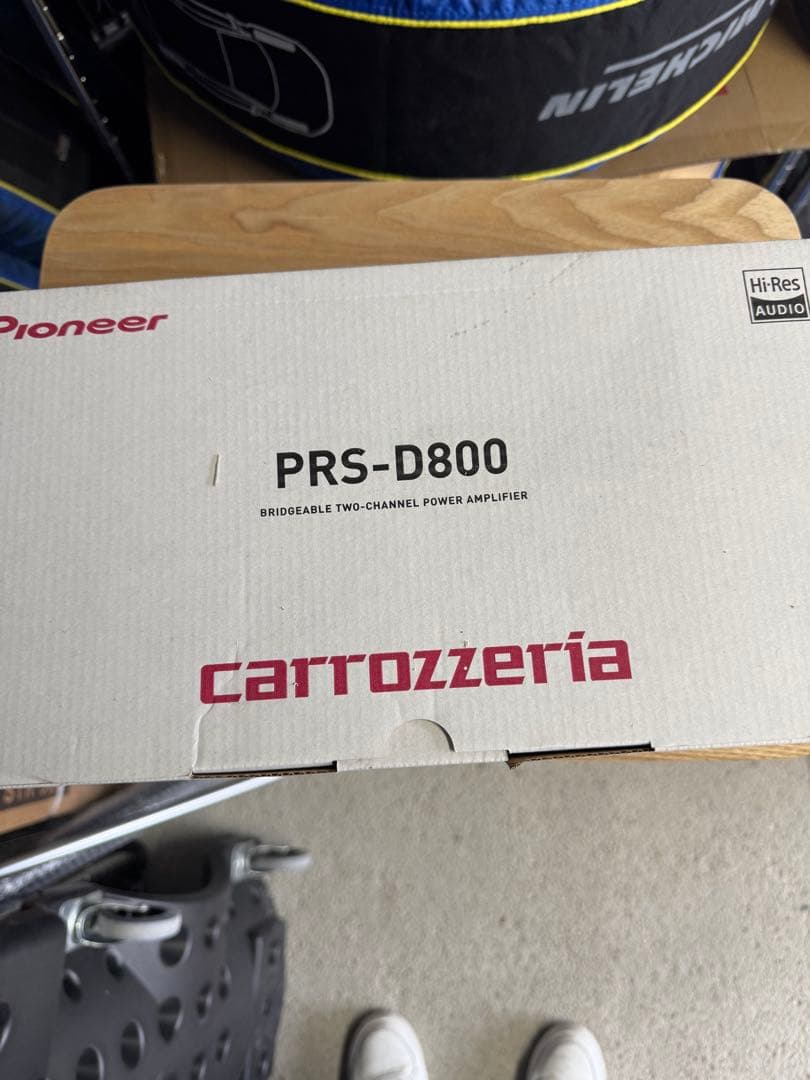 MICHELIN
Pioneer
Hi-Res
AUDIO
PRS-D800
BRIDGEABLE TWO-CHANNEL POWER AMPLIFIER
carrozzeria